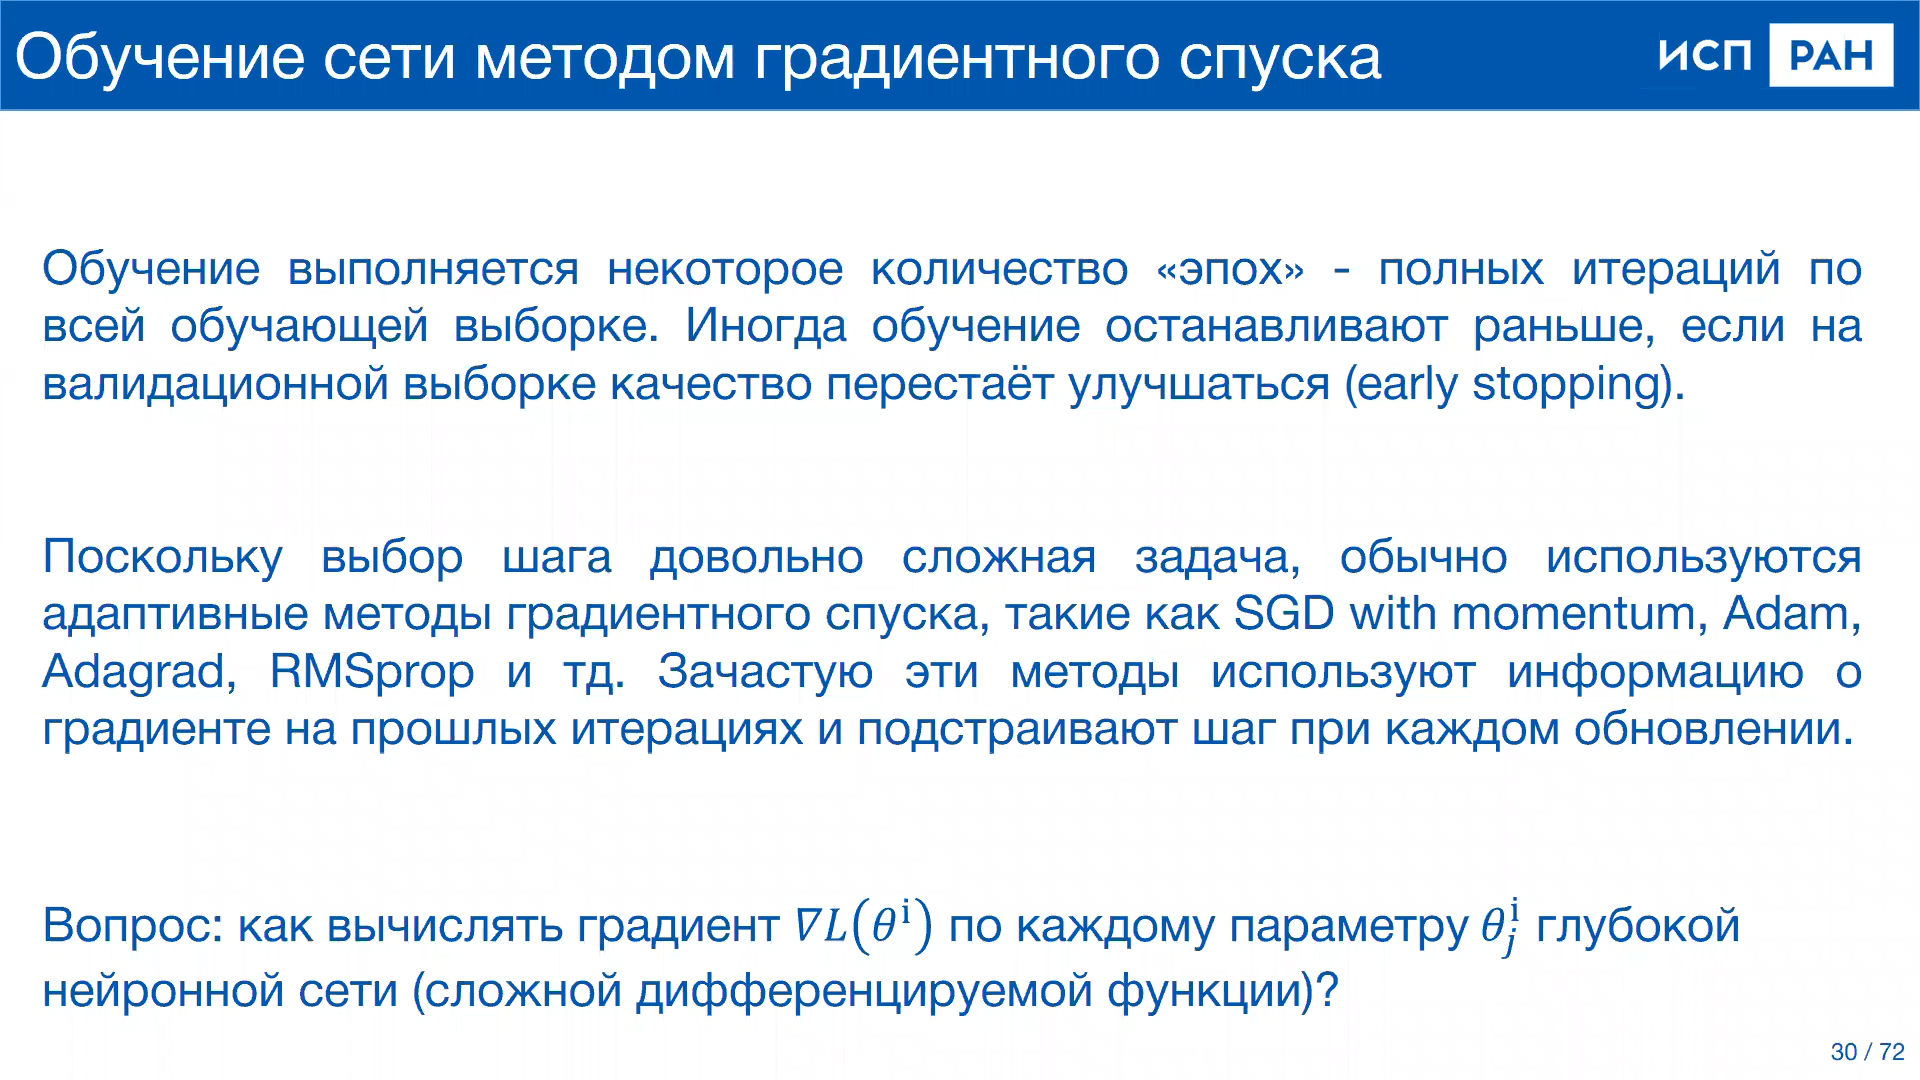 Обучение сети методом градиентного спуска
ИСП РАН
Обучение выполняется некоторое количество «эпох» - полных итераций по
всей обучающей выборке. Иногда обучение останавливают раньше, если на
валидационной выборке качество перестаёт улучшаться (early stopping).
Поскольку выбор шага довольно сложная задача, обычно используются
адаптивные методы градиентного спуска, такие как SGD with momentum, Adam,
Adagrad, RMSprop и тд. Зачастую эти методы используют информацию о
градиенте на прошлых итерациях и подстраивают шаг при каждом обновлении.
Вопрос: как вычислять градиент ∇L(θⁱ) по каждому параметру θⱼⁱ глубокой
нейронной сети (сложной дифференцируемой функции)?
30 / 72